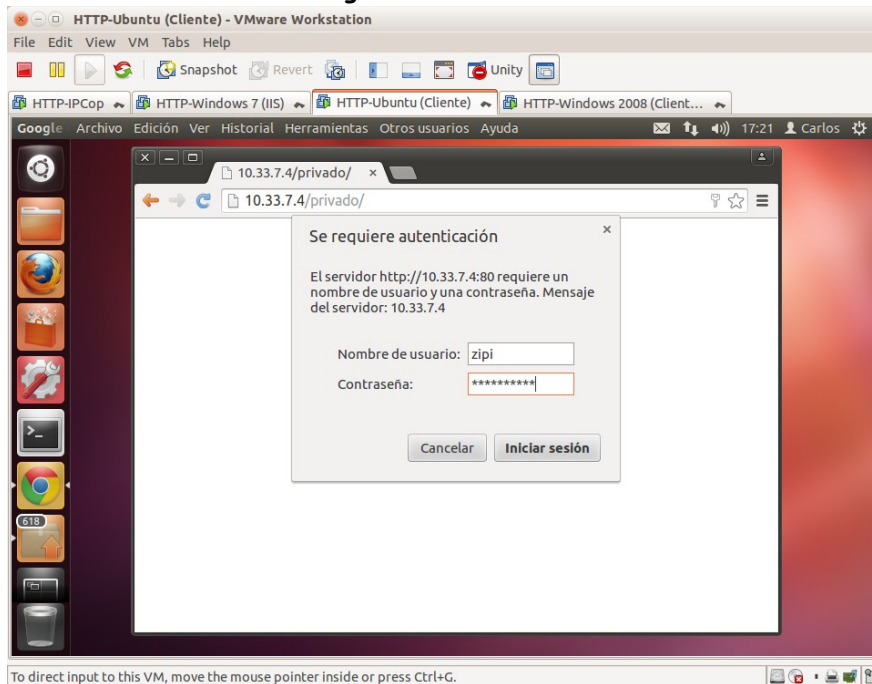 HTTP-Ubuntu (Cliente) - VMware Workstation
File Edit View VM Tabs Help
Snapshot Revert Unity
HTTP-IPCop HTTP-Windows 7 (IIS) HTTP-Ubuntu (Cliente) HTTP-Windows 2008 (Client...
Google Archivo Edición Ver Historial Herramientas Otros usuarios Ayuda 17:21 Carlos
10.33.7.4/privado/
10.33.7.4/privado/
Se requiere autenticación
El servidor http://10.33.7.4:80 requiere un
nombre de usuario y una contraseña. Mensaje
del servidor: 10.33.7.4
Nombre de usuario: zipi
Contraseña: **********
Cancelar Iniciar sesión
618
To direct input to this VM, move the mouse pointer inside or press Ctrl+G.